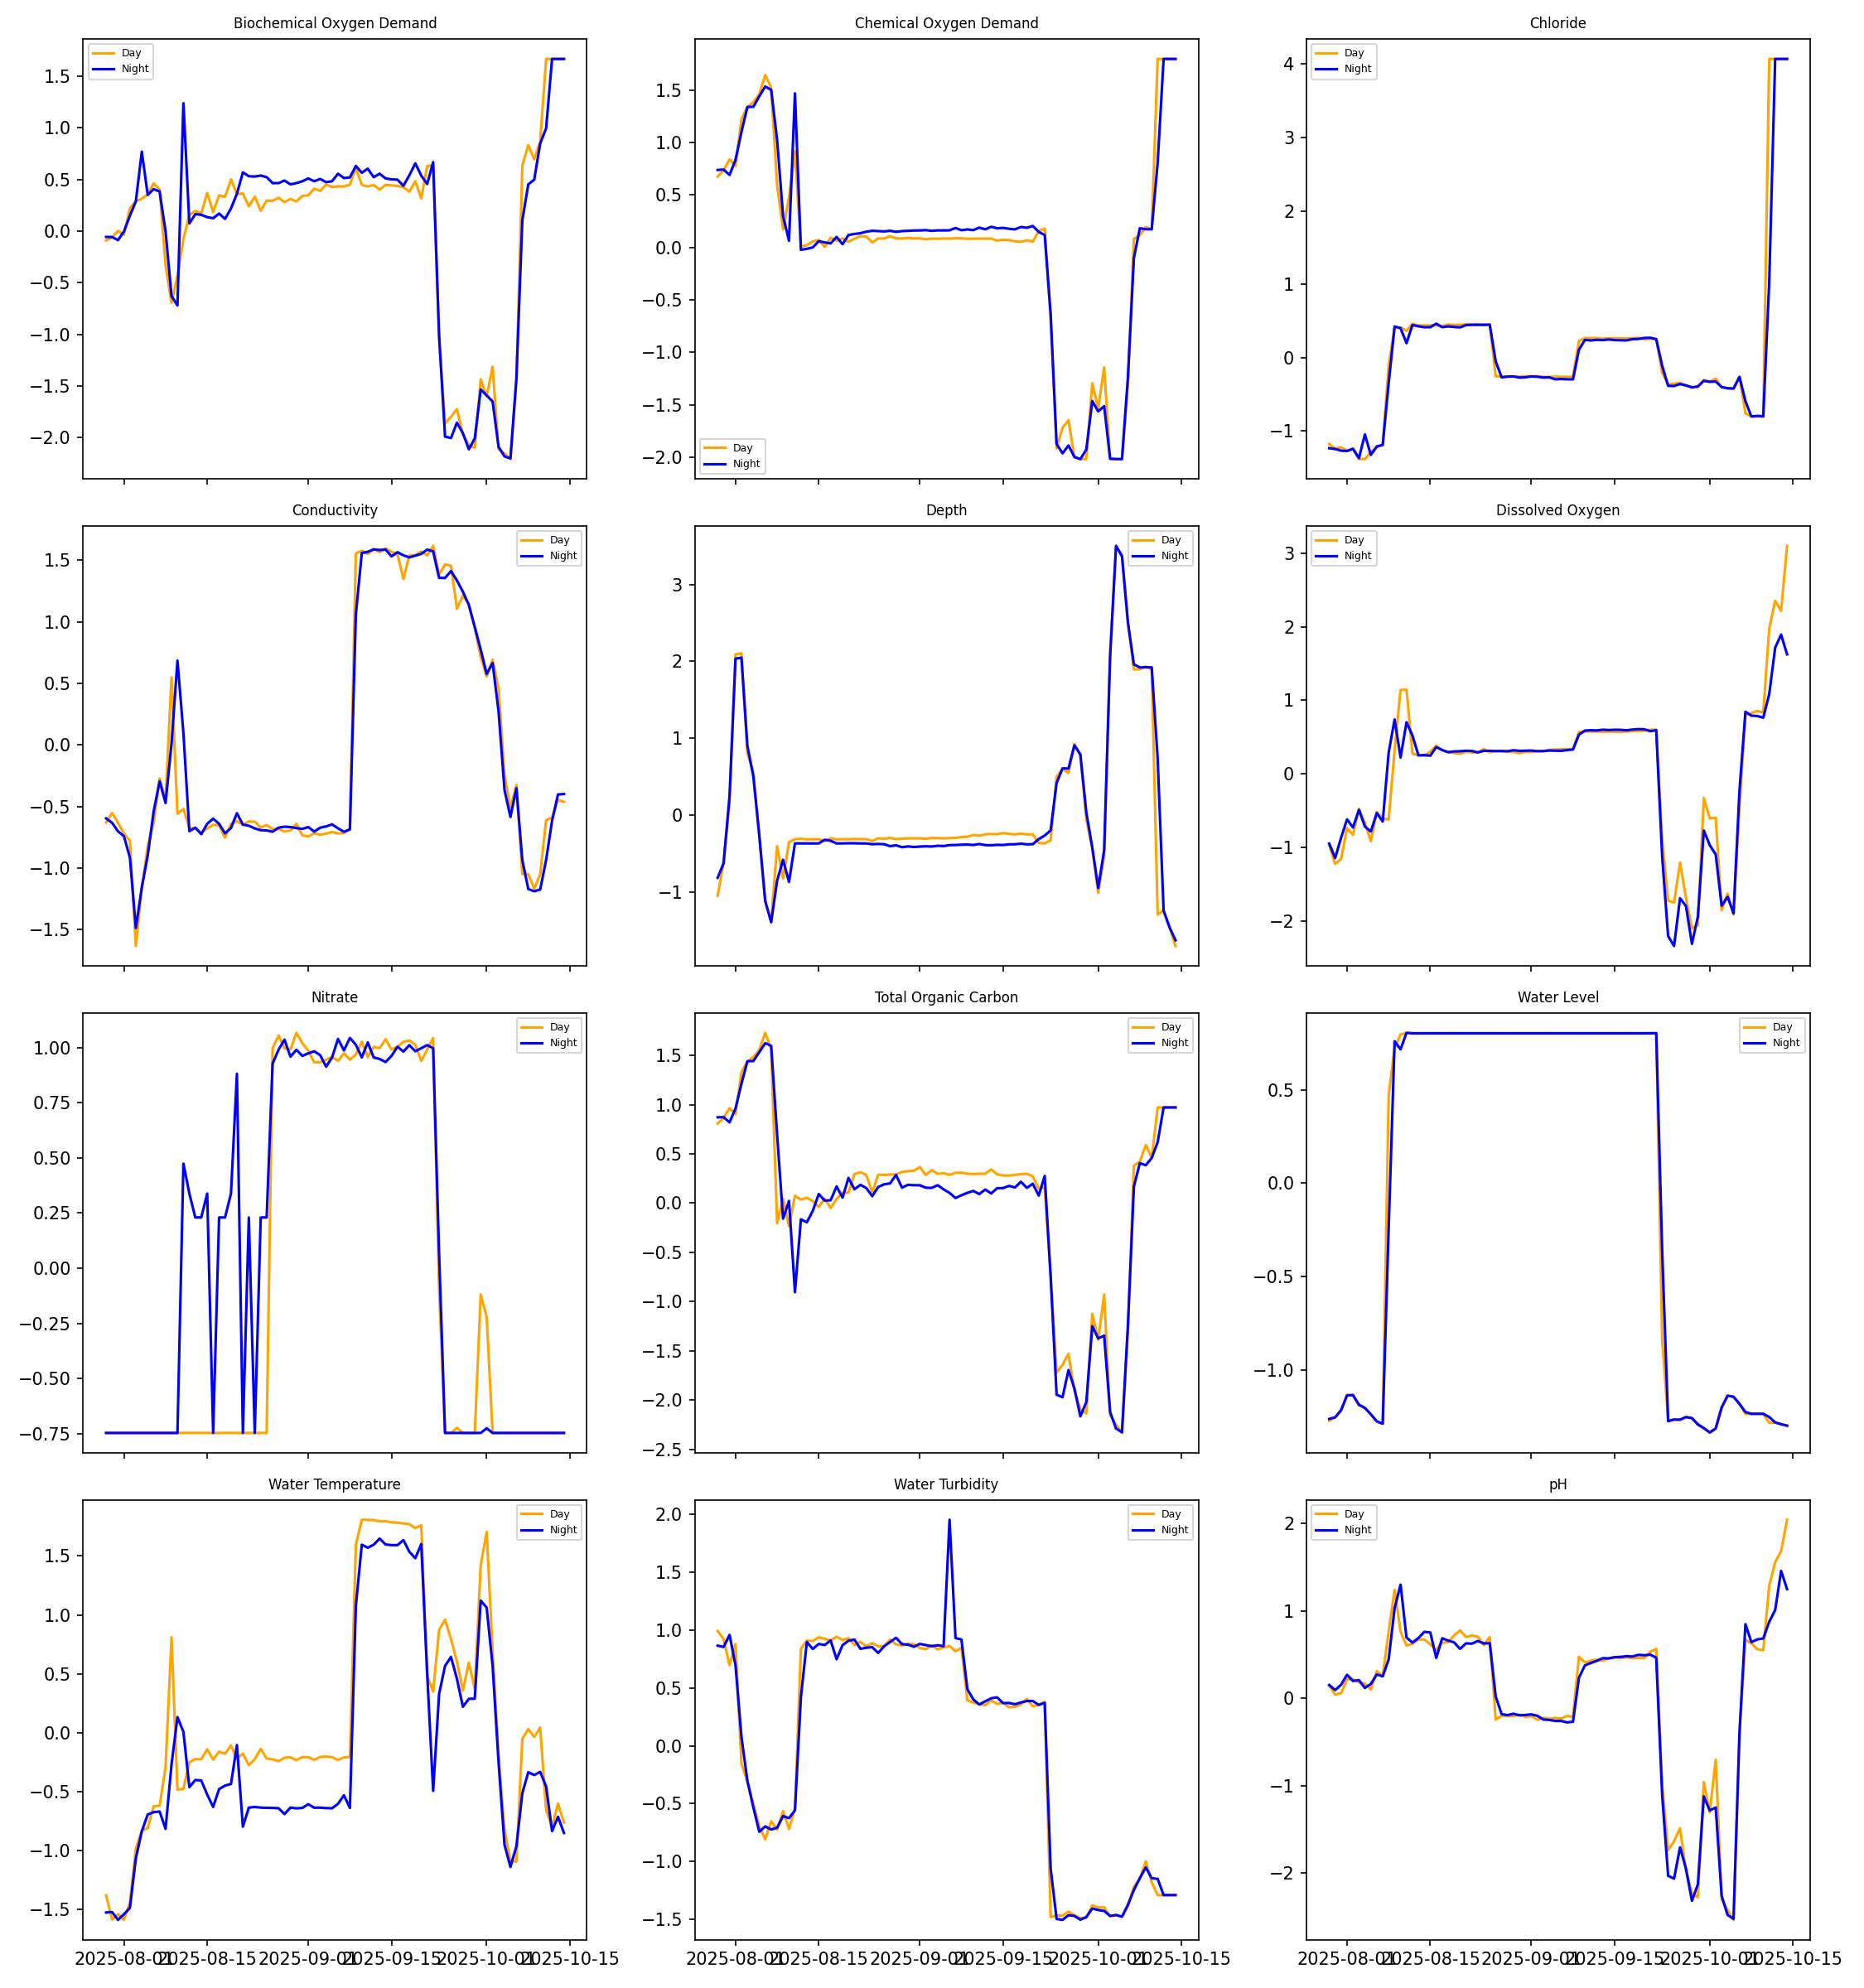 Biochemical Oxygen Demand
Day
Night
1.5
1.0
0.5
0.0
−0.5
−1.0
−1.5
−2.0
Chemical Oxygen Demand
1.5
1.0
0.5
0.0
−0.5
−1.0
−1.5
−2.0
Day
Night
Chloride
Day
Night
4
3
2
1
0
−1
Conductivity
Day
Night
1.5
1.0
0.5
0.0
−0.5
−1.0
−1.5
Depth
Day
Night
3
2
1
0
−1
Dissolved Oxygen
Day
Night
3
2
1
0
−1
−2
Nitrate
Day
Night
1.00
0.75
0.50
0.25
0.00
−0.25
−0.50
−0.75
Total Organic Carbon
Day
Night
1.5
1.0
0.5
0.0
−0.5
−1.0
−1.5
−2.0
−2.5
Water Level
Day
Night
0.5
0.0
−0.5
−1.0
Water Temperature
Day
Night
1.5
1.0
0.5
0.0
−0.5
−1.0
−1.5
2025-08-01 2025-08-15 2025-09-01 2025-09-15 2025-10-01 2025-10-15
Water Turbidity
Day
Night
2.0
1.5
1.0
0.5
0.0
−0.5
−1.0
−1.5
2025-08-01 2025-08-15 2025-09-01 2025-09-15 2025-10-01 2025-10-15
pH
Day
Night
2
1
0
−1
−2
2025-08-01 2025-08-15 2025-09-01 2025-09-15 2025-10-01 2025-10-15